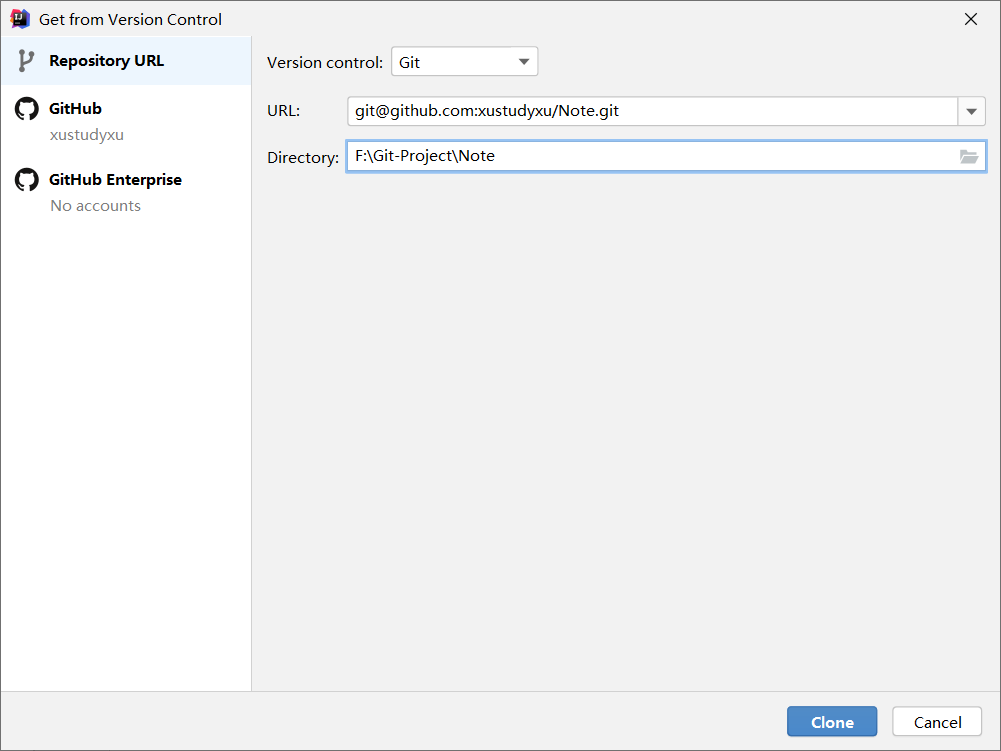 Get from Version Control
Repository URL
GitHub
xustudyxu
GitHub Enterprise
No accounts
Version control: Git
URL: git@github.com:xustudyxu/Note.git
Directory: F:\Git-Project\Note
Clone Cancel